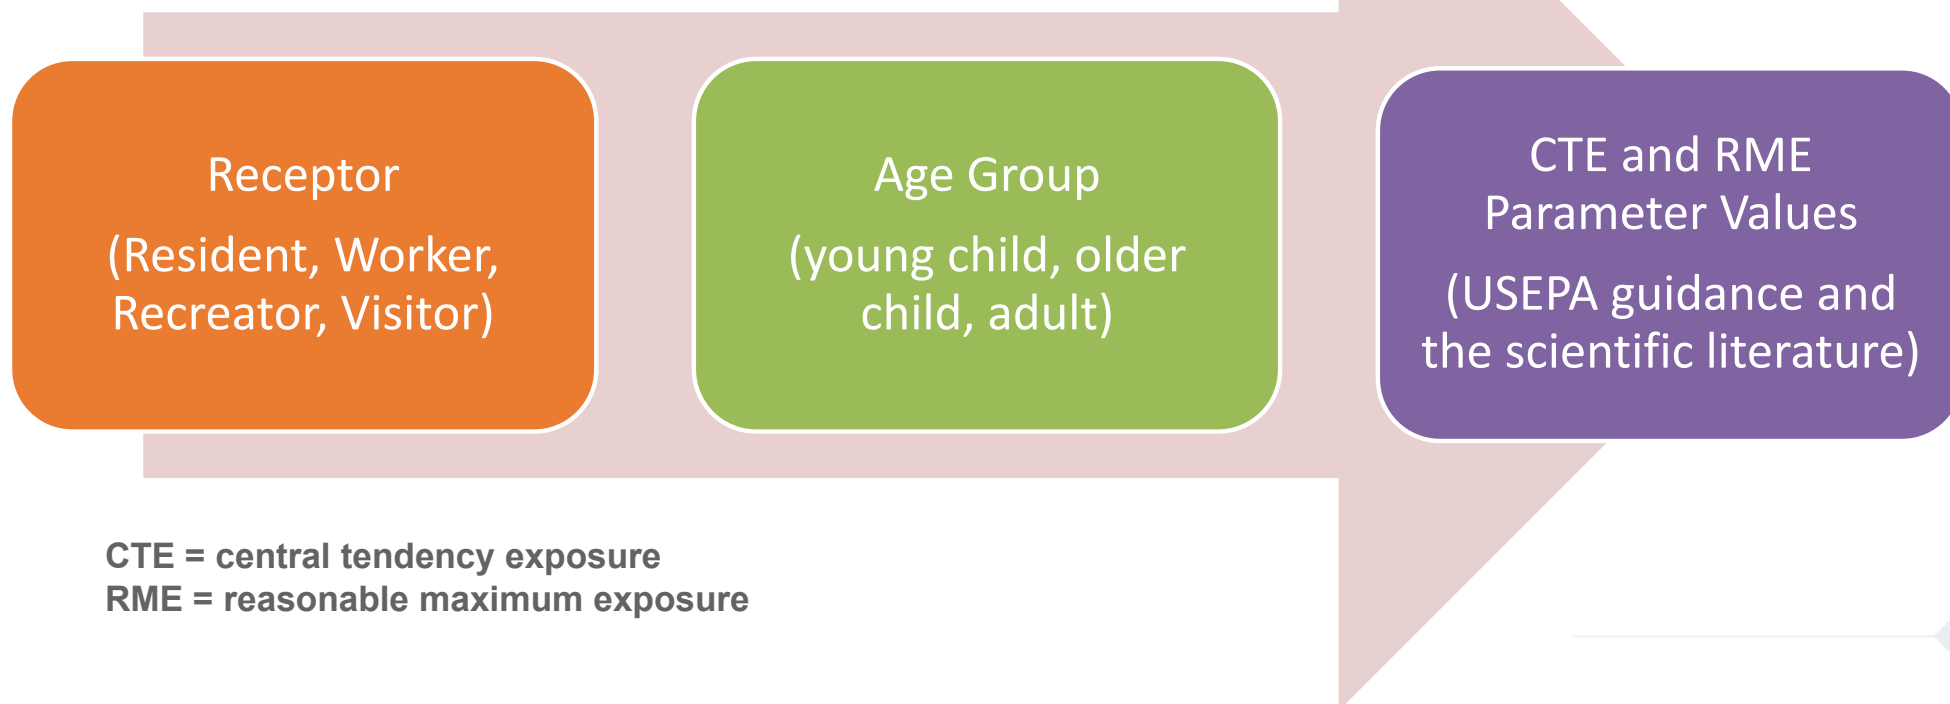 Receptor
(Resident, Worker,
Recreator, Visitor)
Age Group
(young child, older
child, adult)
CTE and RME
Parameter Values
(USEPA guidance and
the scientific literature)
CTE = central tendency exposure
RME = reasonable maximum exposure